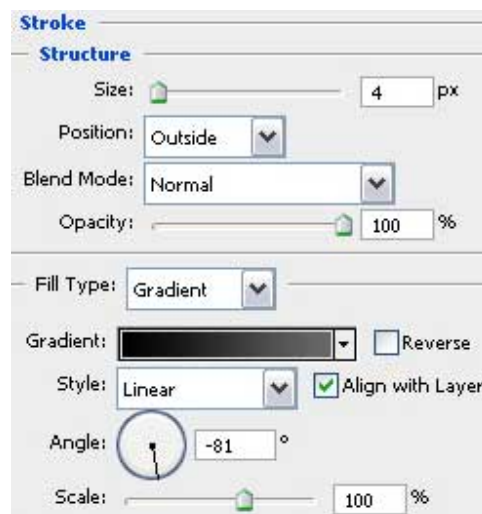 Stroke
Structure
Size: 4 px
Position: Outside
Blend Mode: Normal
Opacity: 100 %
Fill Type: Gradient
Gradient: Reverse
Style: Linear Align with Layer
Angle: -81 °
Scale: 100 %